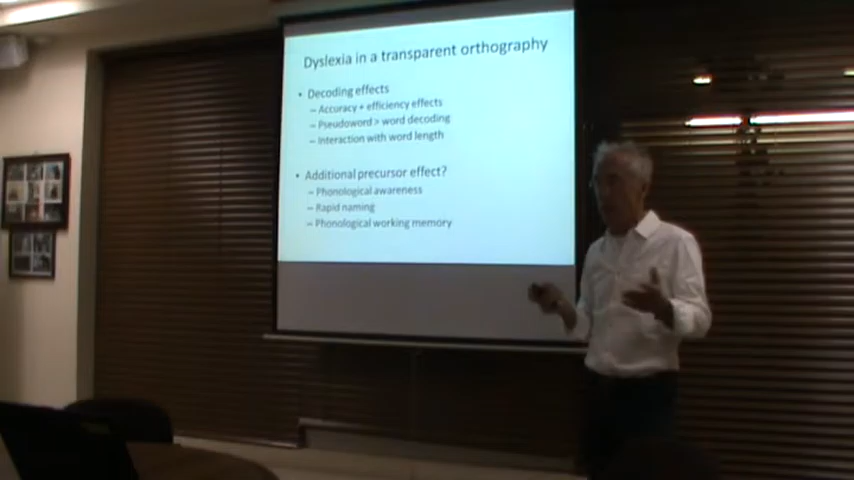 Dyslexia in a transparent orthography
• Decoding effects
– Accuracy + efficiency effects
– Pseudoword > word decoding
– Interaction with word length
• Additional precursor effect?
– Phonological awareness
– Rapid naming
– Phonological working memory